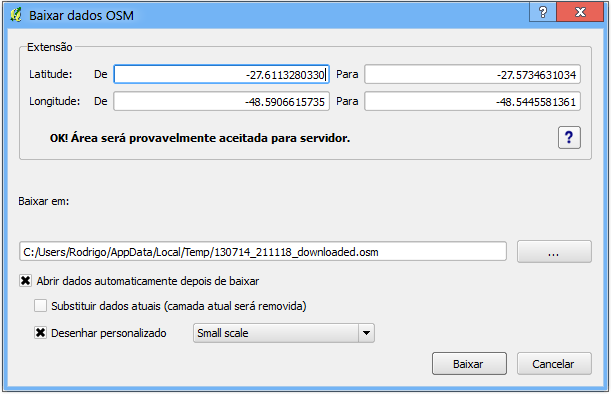 Baixar dados OSM
? X
Extensão
Latitude: De -27.6113280330 Para -27.5734631034
Longitude: De -48.5906615735 Para -48.5445581361
OK! Área será provavelmente aceitada para servidor. ?
Baixar em:
C:/Users/Rodrigo/AppData/Local/Temp/130714_211118_downloaded.osm ...
Abrir dados automaticamente depois de baixar
Substituir dados atuais (camada atual será removida)
Desenhar personalizado Small scale
Baixar Cancelar